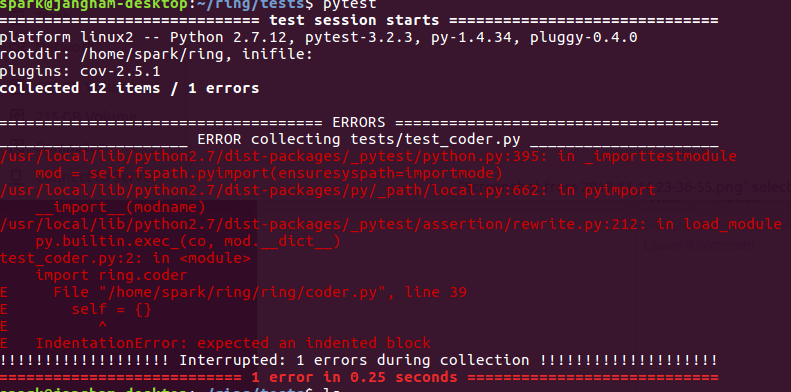 spark@jangham-desktop:~/ring/tests$ pytest
============================= test session starts ==============================
platform linux2 -- Python 2.7.12, pytest-3.2.3, py-1.4.34, pluggy-0.4.0
rootdir: /home/spark/ring, inifile:
plugins: cov-2.5.1
collected 12 items / 1 errors
==================================== ERRORS ====================================
_____________________ ERROR collecting tests/test_coder.py _____________________
/usr/local/lib/python2.7/dist-packages/_pytest/python.py:395: in _importtestmodule
    mod = self.fspath.pyimport(ensuresyspath=importmode)
/usr/local/lib/python2.7/dist-packages/py/_path/local.py:662: in pyimport
    __import__(modname)
/usr/local/lib/python2.7/dist-packages/_pytest/assertion/rewrite.py:212: in load_module
    py.builtin.exec_(co, mod.__dict__)
test_coder.py:2: in <module>
    import ring.coder
E     File "/home/spark/ring/ring/coder.py", line 39
E       self = {}
E          ^
E   IndentationError: expected an indented block
!!!!!!!!!!!!!!!!!!! Interrupted: 1 errors during collection !!!!!!!!!!!!!!!!!!!!
=========================== 1 error in 0.25 seconds ============================
spark@jangham-desktop:~/ring/tests$ ls